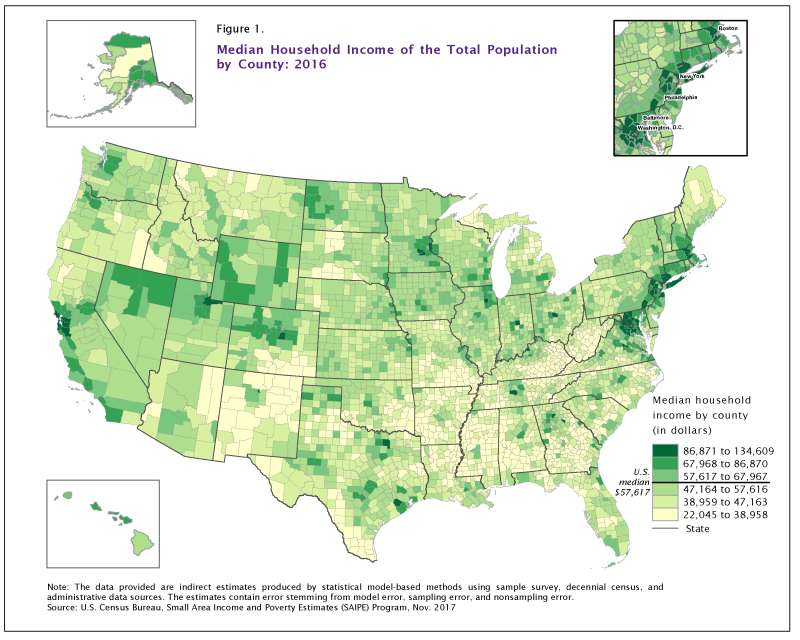 Figure 1.
Median Household Income of the Total Population
by County: 2016
Boston
New York
Philadelphia
Baltimore
Washington, D.C.
Median household
income by county
(in dollars)
86,871 to 134,609
67,968 to 86,870
57,617 to 67,967
U.S.
median
$57,617
47,164 to 57,616
38,959 to 47,163
22,045 to 38,958
State
Note: The data provided are indirect estimates produced by statistical model-based methods using sample survey, decennial census, and
administrative data sources. The estimates contain error stemming from model error, sampling error, and nonsampling error.
Source: U.S. Census Bureau, Small Area Income and Poverty Estimates (SAIPE) Program, Nov. 2017